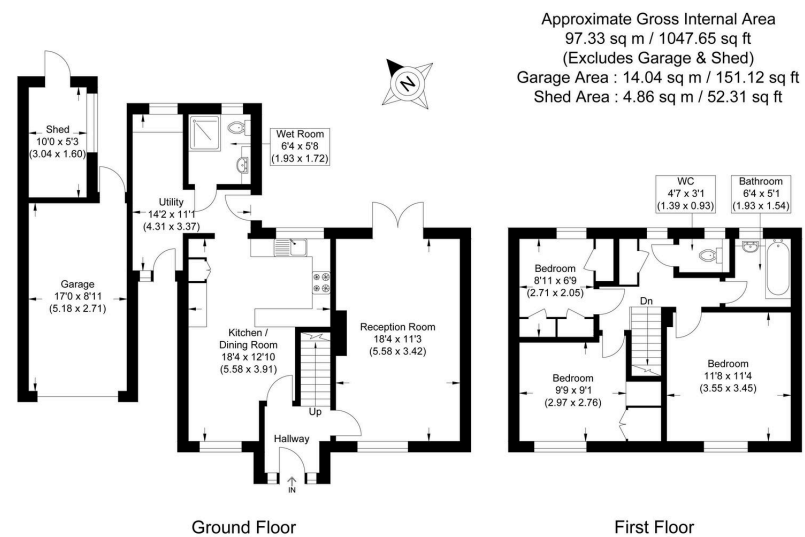 Approximate Gross Internal Area
97.33 sq m / 1047.65 sq ft
(Excludes Garage & Shed)
Garage Area : 14.04 sq m / 151.12 sq ft
Shed Area : 4.86 sq m / 52.31 sq ft
N
Shed
10'0 x 5'3
(3.04 x 1.60)
Wet Room
6'4 x 5'8
(1.93 x 1.72)
Utility
14'2 x 11'1
(4.31 x 3.37)
Garage
17'0 x 8'11
(5.18 x 2.71)
Kitchen /
Dining Room
18'4 x 12'10
(5.58 x 3.91)
Reception Room
18'4 x 11'3
(5.58 x 3.42)
Up
Hallway
IN
WC
4'7 x 3'1
(1.39 x 0.93)
Bathroom
6'4 x 5'1
(1.93 x 1.54)
Bedroom
8'11 x 6'9
(2.71 x 2.05)
Dn
Bedroom
9'9 x 9'1
(2.97 x 2.76)
Bedroom
11'8 x 11'4
(3.55 x 3.45)
Ground Floor
First Floor